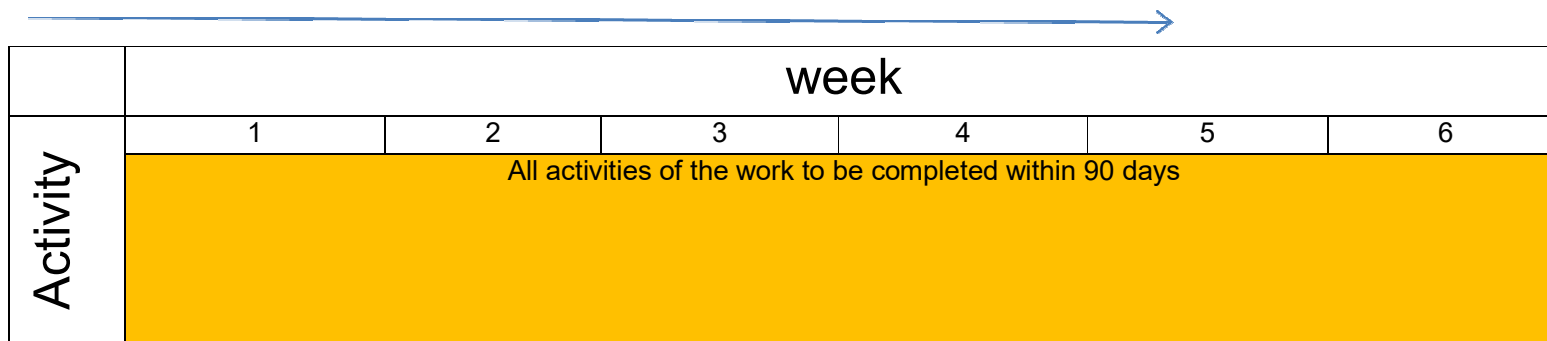 week
1 2 3 4 5 6
Activity
All activities of the work to be completed within 90 days